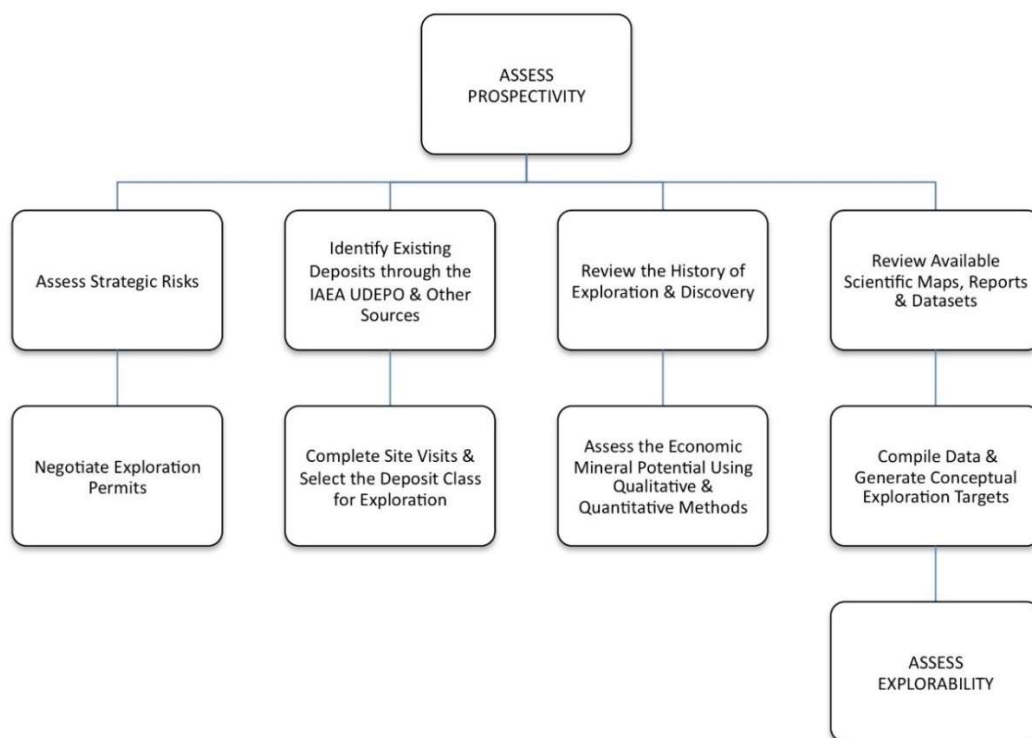 ASSESS
PROSPECTIVITY
Assess Strategic Risks
Identify Existing
Deposits through the
IAEA UDEPO & Other
Sources
Review the History of
Exploration & Discovery
Review Available
Scientific Maps, Reports
& Datasets
Negotiate Exploration
Permits
Complete Site Visits &
Select the Deposit Class
for Exploration
Assess the Economic
Mineral Potential Using
Qualitative &
Quantitative Methods
Compile Data &
Generate Conceptual
Exploration Targets
ASSESS
EXPLORABILITY